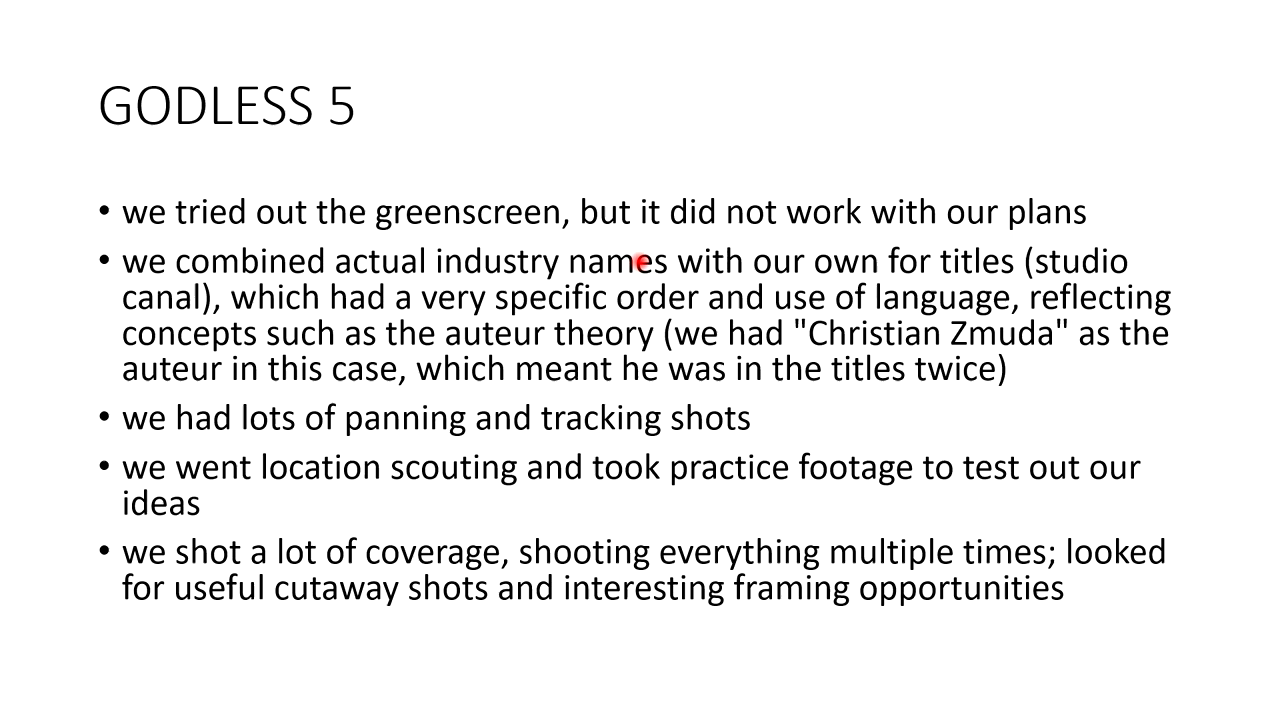 GODLESS 5
• we tried out the greenscreen, but it did not work with our plans
• we combined actual industry names with our own for titles (studio
canal), which had a very specific order and use of language, reflecting
concepts such as the auteur theory (we had "Christian Zmuda" as the
auteur in this case, which meant he was in the titles twice)
• we had lots of panning and tracking shots
• we went location scouting and took practice footage to test out our
ideas
• we shot a lot of coverage, shooting everything multiple times; looked
for useful cutaway shots and interesting framing opportunities